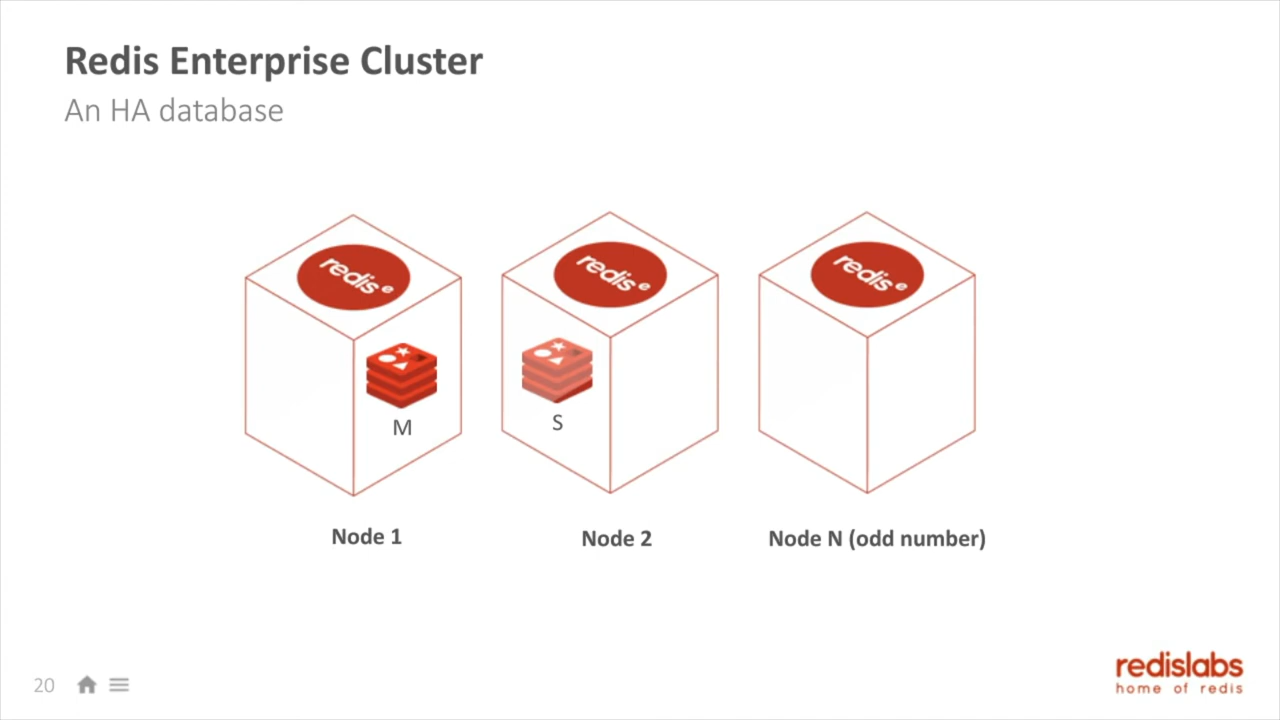 Redis Enterprise Cluster
An HA database
redis e
redis e
redis e
M
S
Node 1
Node 2
Node N (odd number)
20
redislabs
home of redis